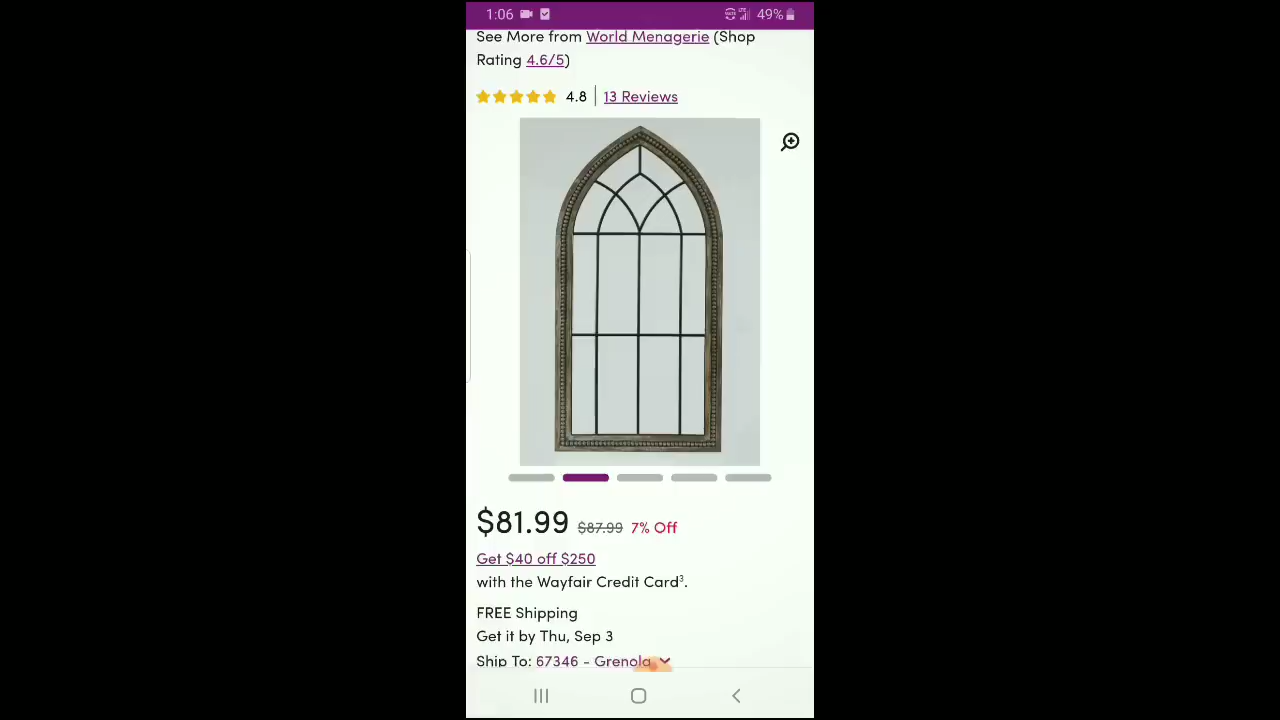 1:06 49%
See More from World Menagerie (Shop
Rating 4.6/5)
4.8 13 Reviews
$81.99 $87.99 7% Off
Get $40 off $250
with the Wayfair Credit Card³.
FREE Shipping
Get it by Thu, Sep 3
Ship To: 67346 - Grenola